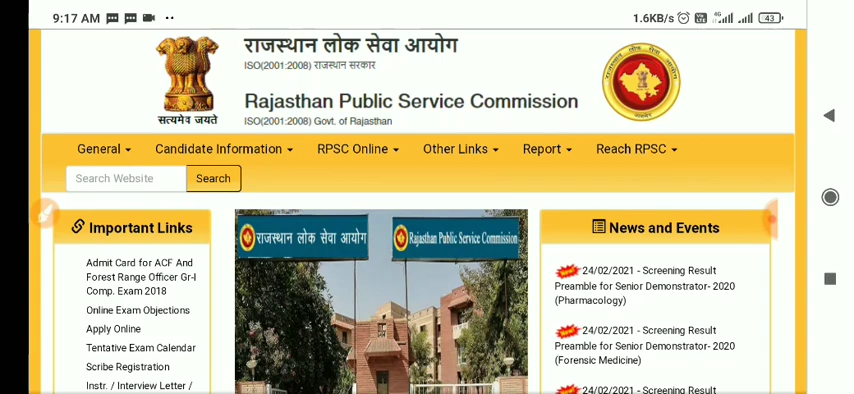 9:17 AM
1.6KB/s
4G
43
राजस्थान लोक सेवा आयोग
ISO(2001:2008) राजस्थान सरकार
Rajasthan Public Service Commission
ISO(2001:2008) Govt. of Rajasthan
सत्यमेव जयते
General
Candidate Information
RPSC Online
Other Links
Report
Reach RPSC
Search Website
Search
Important Links
Admit Card for ACF And
Forest Range Officer Gr-I
Comp. Exam 2018
Online Exam Objections
Apply Online
Tentative Exam Calendar
Scribe Registration
Instr. / Interview Letter /
राजस्थान लोक सेवा आयोग
Rajasthan Public Service Commission
News and Events
New 24/02/2021 - Screening Result
Preamble for Senior Demonstrator- 2020
(Pharmacology)
New 24/02/2021 - Screening Result
Preamble for Senior Demonstrator- 2020
(Forensic Medicine)
24/02/2021 - Screening Result